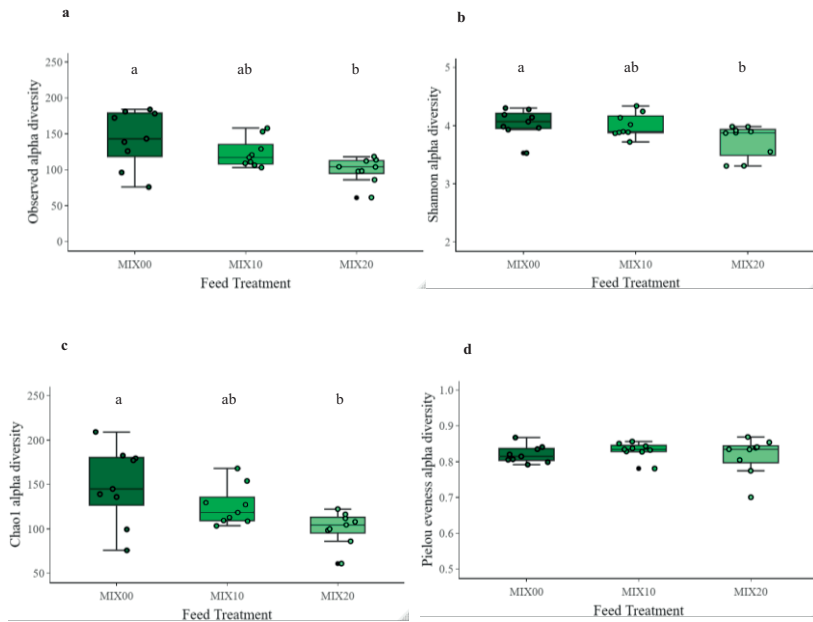 a
Observed alpha diversity
250
200
150
100
50
0
a
ab
b
MIX00
MIX10
MIX20
Feed Treatment
b
Shannon alpha diversity
5
4
3
2
a
ab
b
MIX00
MIX10
MIX20
Feed Treatment
c
Chao1 alpha diversity
250
200
150
100
50
a
ab
b
MIX00
MIX10
MIX20
Feed Treatment
d
Pielou eveness alpha diversity
1.0
0.9
0.8
0.7
0.6
0.5
MIX00
MIX10
MIX20
Feed Treatment